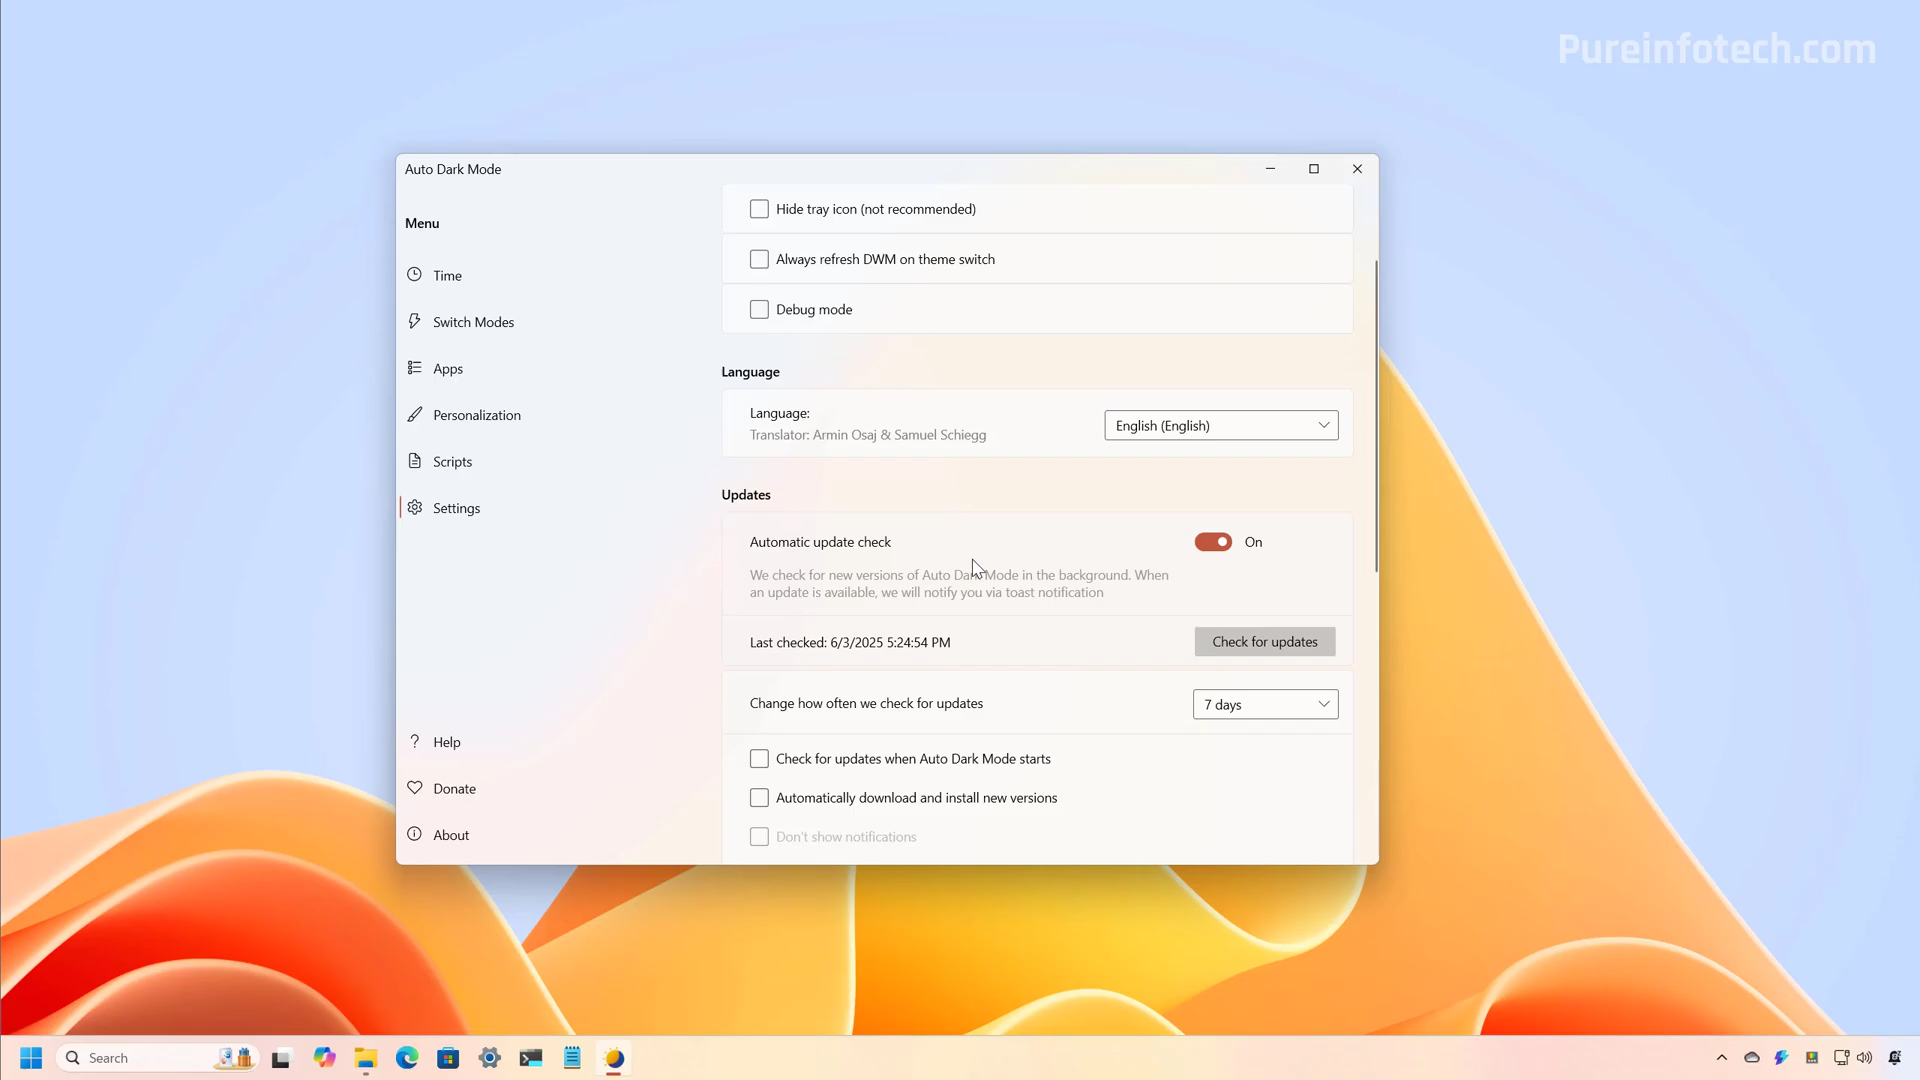 Pureinfotech.com
Auto Dark Mode
Menu
Time
Switch Modes
Apps
Personalization
Scripts
Settings
Help
Donate
About
Hide tray icon (not recommended)
Always refresh DWM on theme switch
Debug mode
Language
Language:
Translator: Armin Osaj & Samuel Schiegg
English (English)
Updates
Automatic update check
On
We check for new versions of Auto Dark Mode in the background. When
an update is available, we will notify you via toast notification
Last checked: 6/3/2025 5:24:54 PM
Check for updates
Change how often we check for updates
7 days
Check for updates when Auto Dark Mode starts
Automatically download and install new versions
Don't show notifications
Search